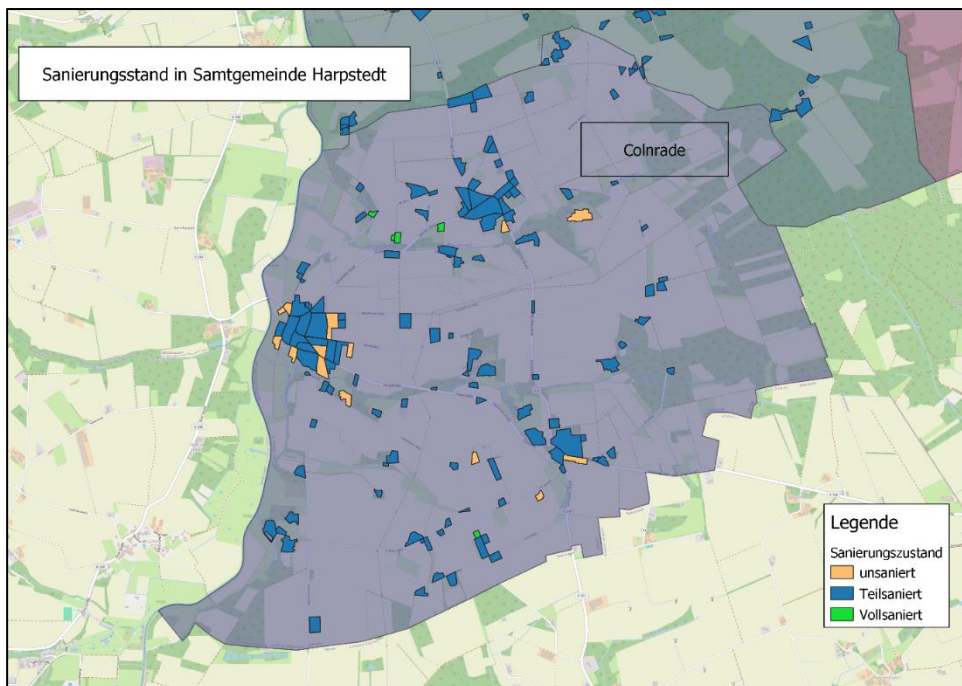 Sanierungsstand in Samtgemeinde Harpstedt
Colnrade
Legende
Sanierungszustand
unsaniert
Teilsaniert
Vollsaniert